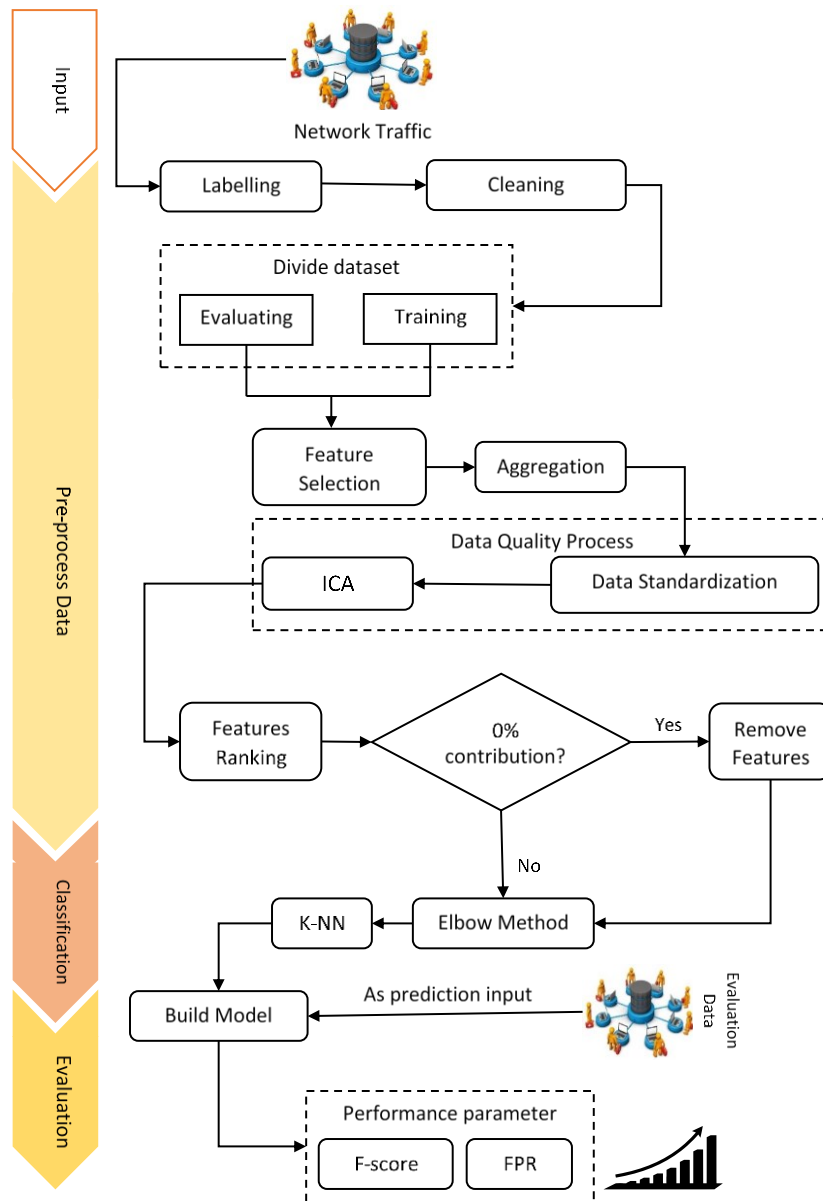 Input
Network Traffic
Labelling
Cleaning
Divide dataset
Evaluating
Training
Pre-process Data
Feature
Selection
Aggregation
Data Quality Process
ICA
Data Standardization
Features
Ranking
0%
contribution?
Yes
Remove
Features
No
Classification
K-NN
Elbow Method
Build Model
As prediction input
Evaluation
Data
Evaluation
Performance parameter
F-score
FPR